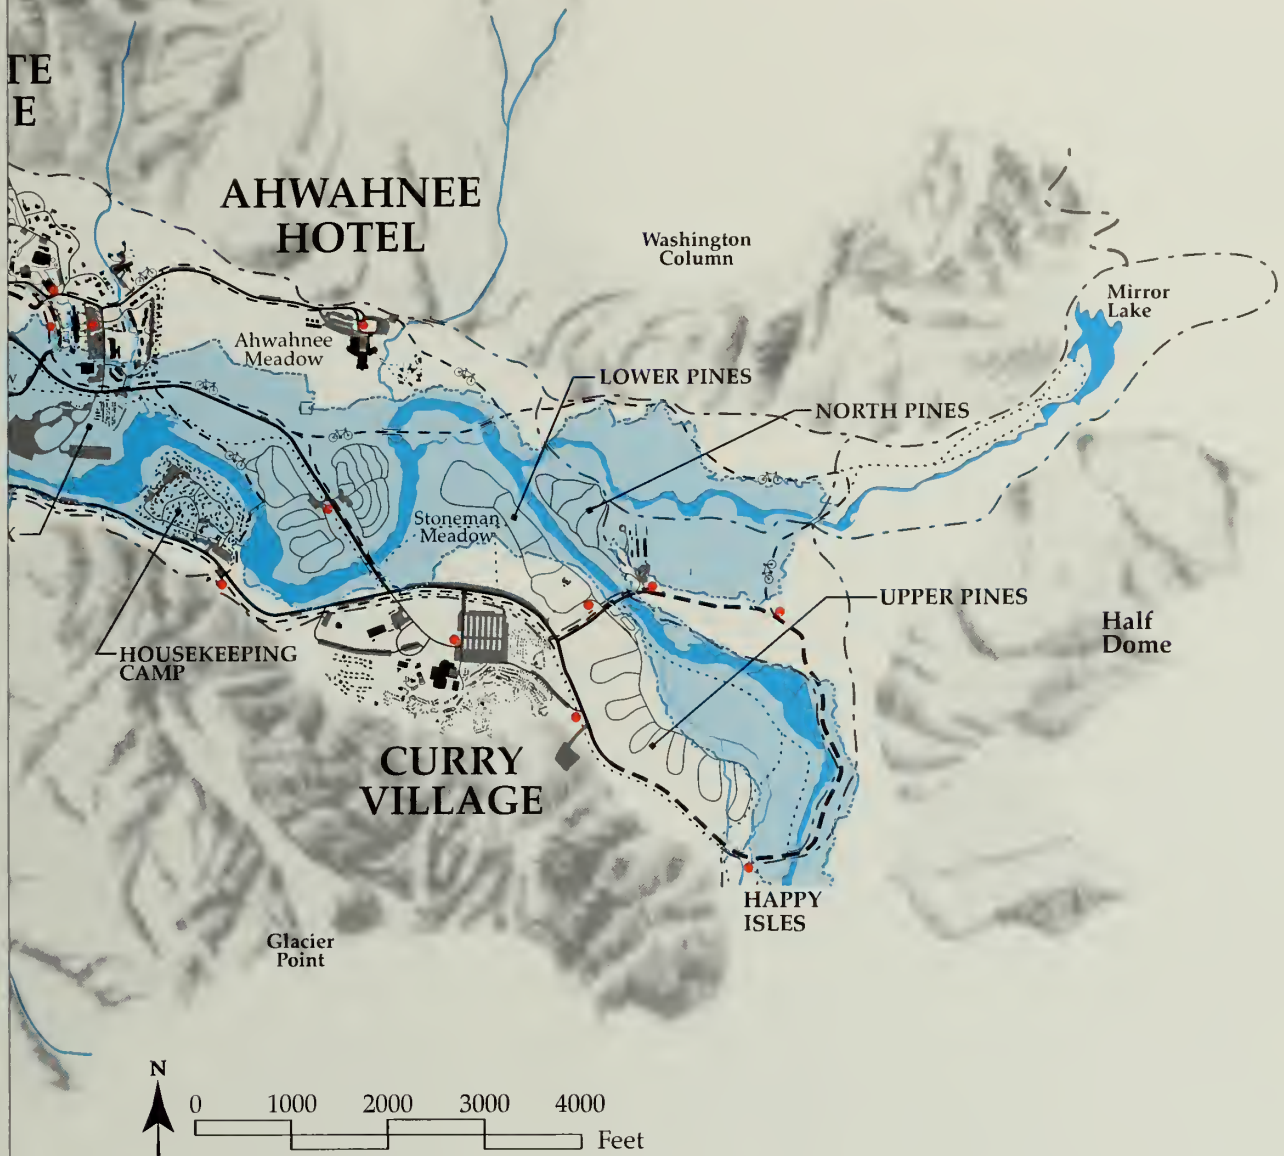 TE
E
AHWAHNEE
HOTEL
Washington
Column
Mirror
Lake
Ahwahnee
Meadow
LOWER PINES
NORTH PINES
Stoneman
Meadow
UPPER PINES
Half
Dome
HOUSEKEEPING
CAMP
CURRY
VILLAGE
HAPPY
ISLES
Glacier
Point
N
0 1000 2000 3000 4000
Feet